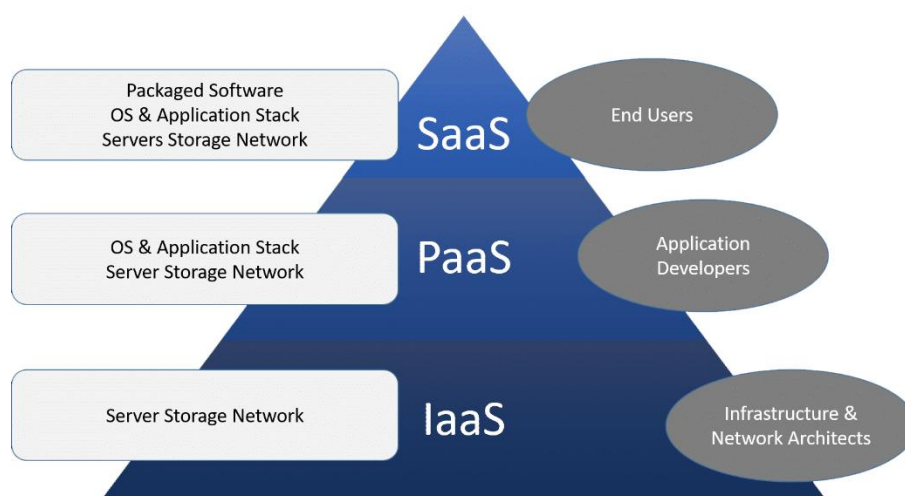 Packaged Software
OS & Application Stack
Servers Storage Network
SaaS
End Users
OS & Application Stack
Server Storage Network
PaaS
Application
Developers
Server Storage Network
IaaS
Infrastructure &
Network Architects